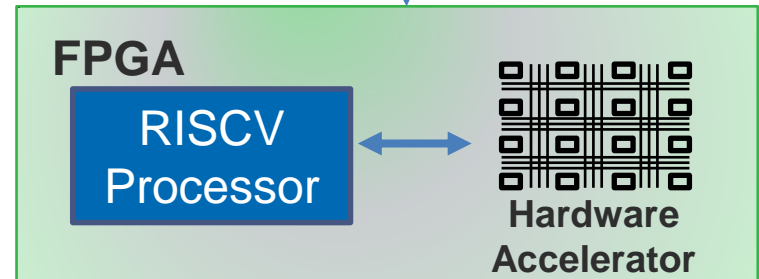 FPGA
RISCV
Processor
Hardware
Accelerator